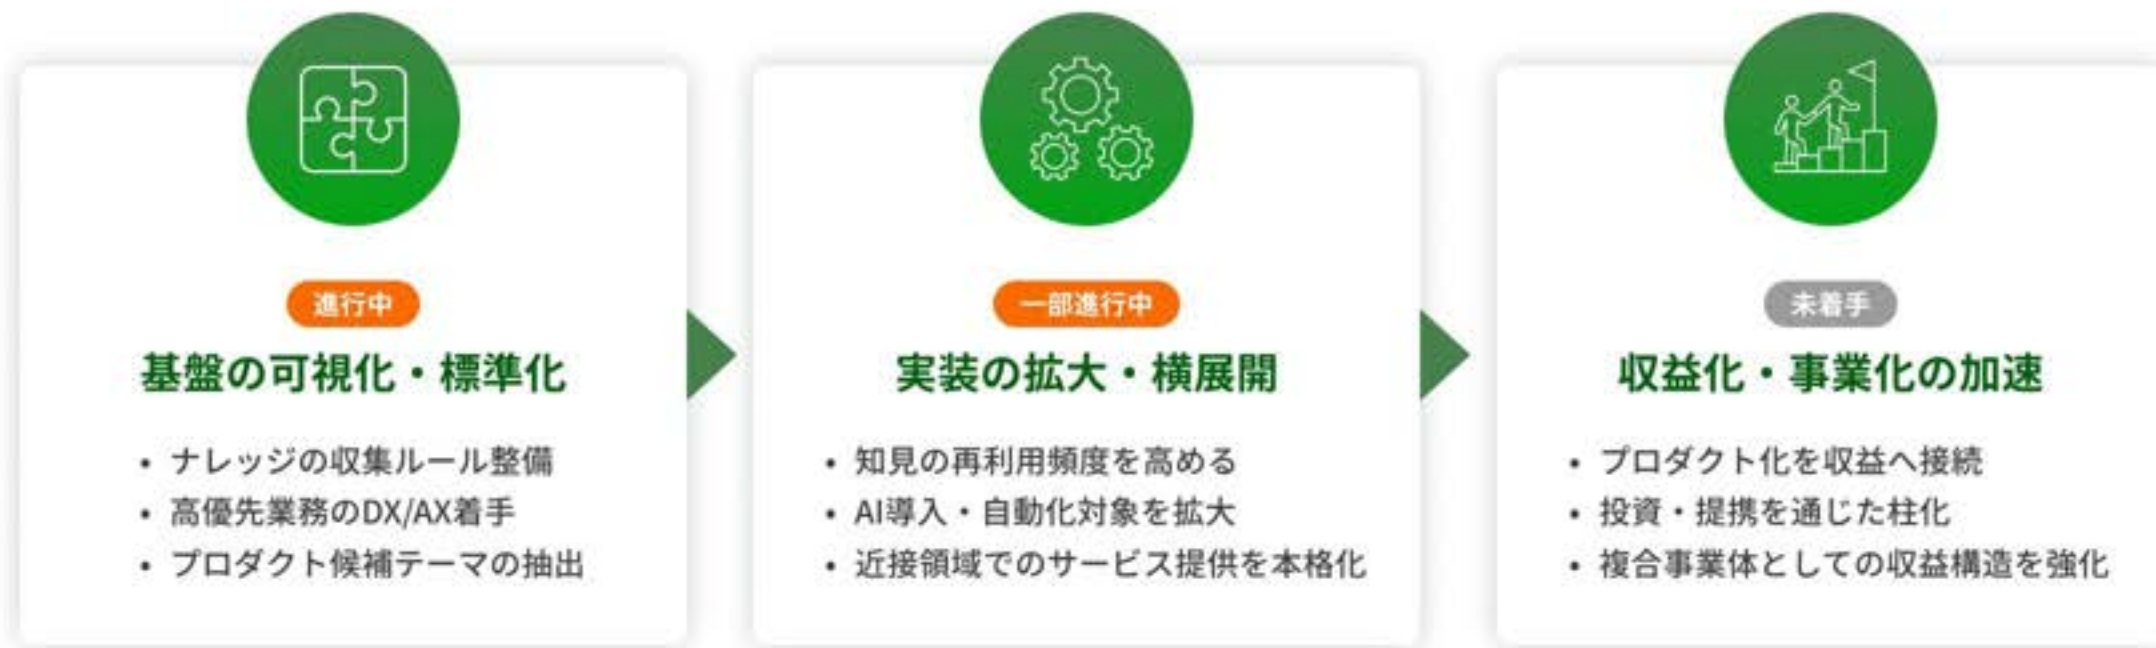 進行中
基盤の可視化・標準化
• ナレッジの収集ルール整備
• 高優先業務のDX/AX着手
• プロダクト候補テーマの抽出
一部進行中
実装の拡大・横展開
• 知見の再利用頻度を高める
• AI導入・自動化対象を拡大
• 近接領域でのサービス提供を本格化
未着手
収益化・事業化の加速
• プロダクト化を収益へ接続
• 投資・提携を通じた柱化
• 複合事業体としての収益構造を強化